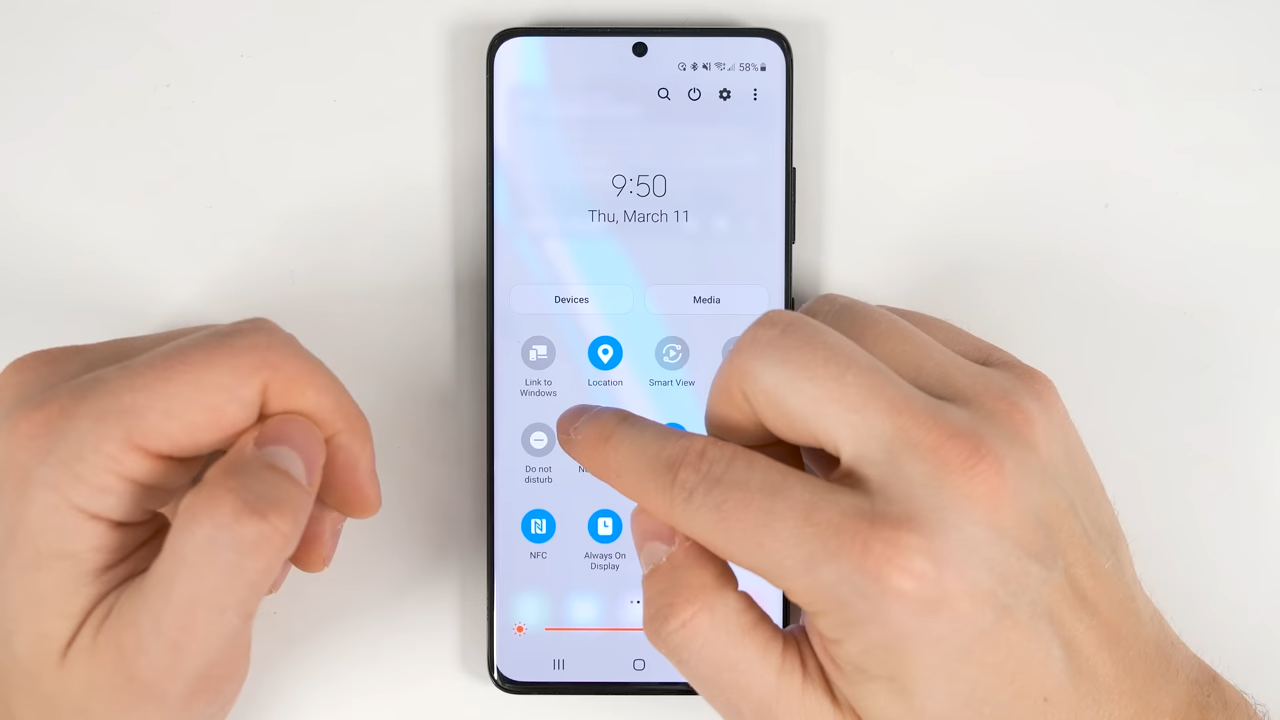 58%
9:50
Thu, March 11
Devices Media
Link to Windows
Location
Smart View
Do not disturb
NFC
Always On Display